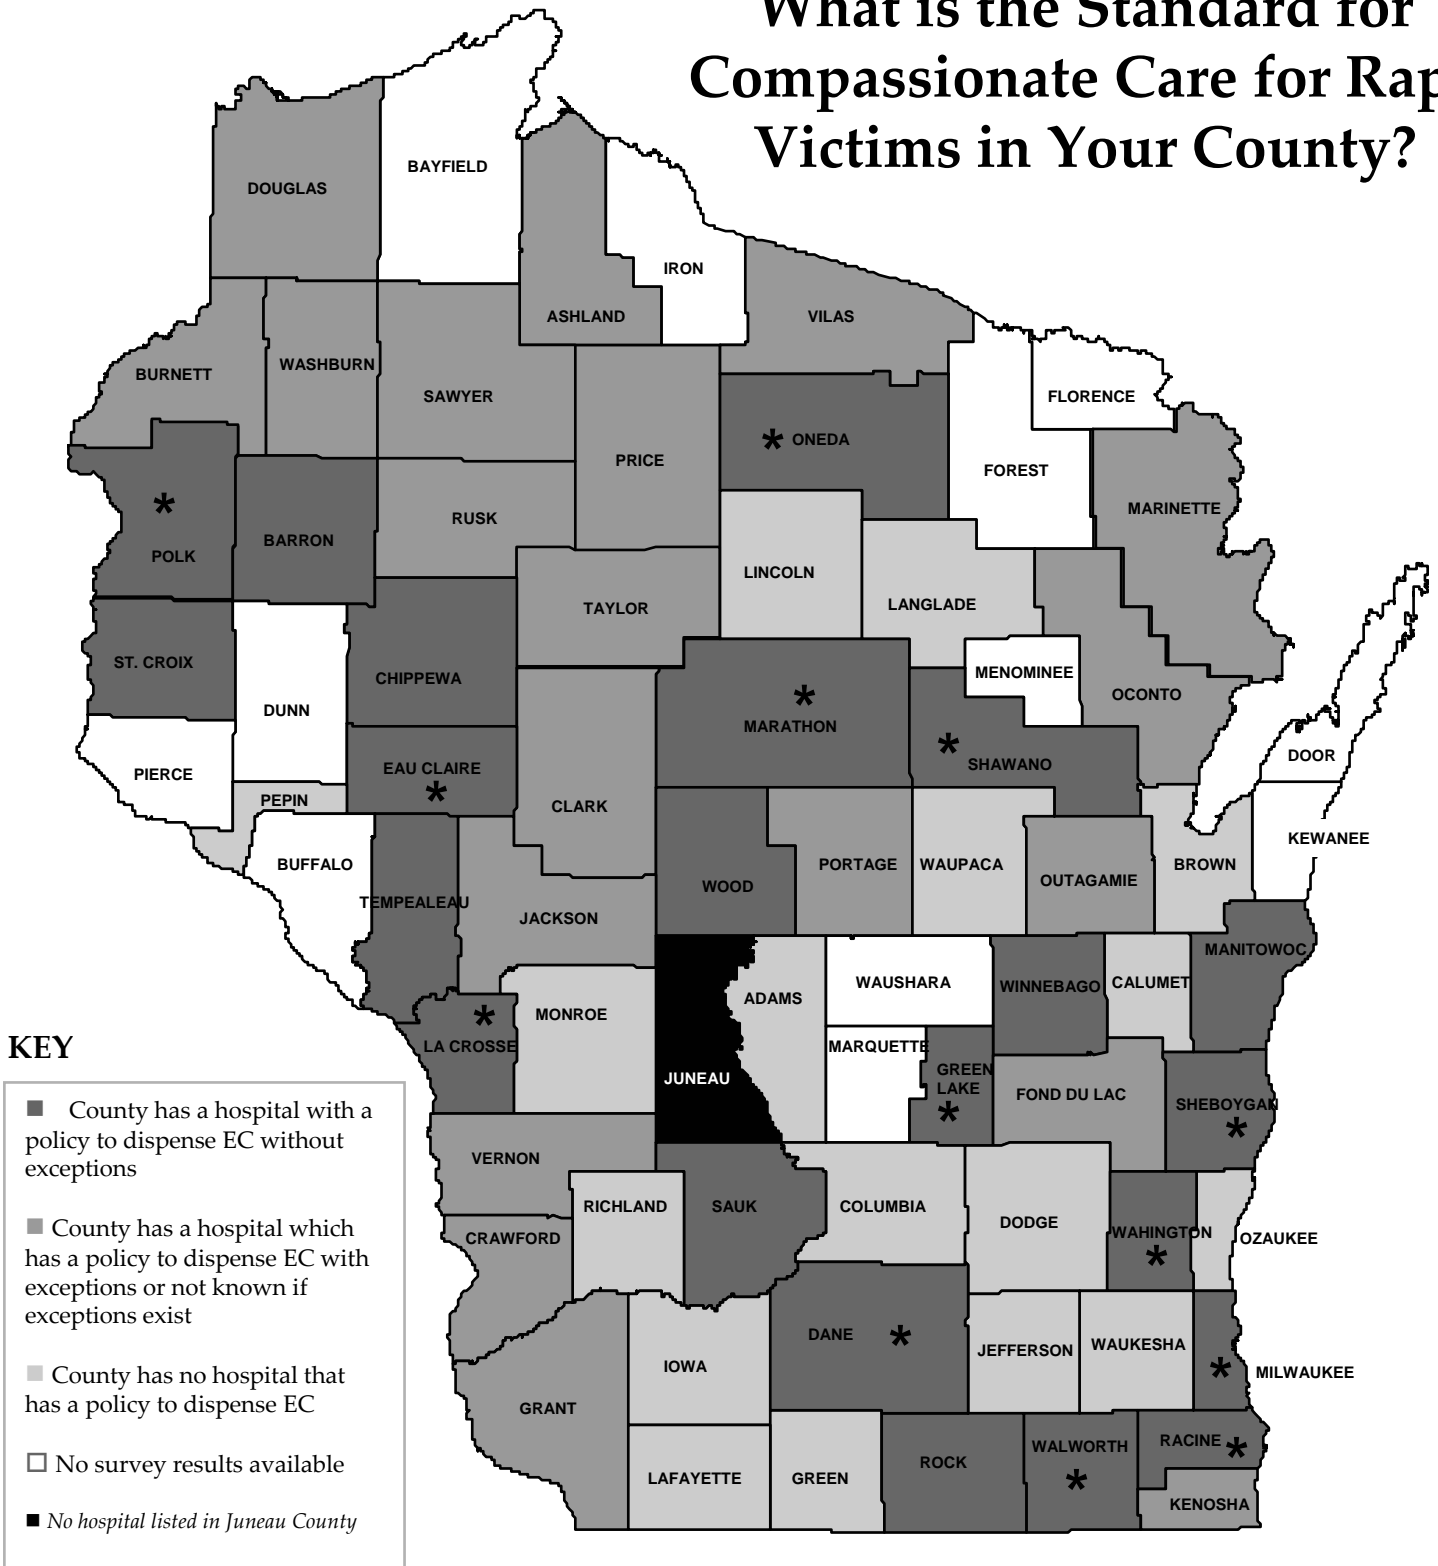 What is the Standard for
Compassionate Care for Rap
Victims in Your County?
BAYFIELD
DOUGLAS
IRON
ASHLAND
VILAS
WASHBURN
BURNETT
SAWYER
FLORENCE
* ONEDA
PRICE
FOREST
MARINETTE
*
RUSK
BARRON
POLK
LINCOLN
LANGLADE
TAYLOR
ST. CROIX
MENOMINEE
CHIPPEWA
OCONTO
*
DUNN
MARATHON
*
SHAWANO
DOOR
PIERCE
EAU CLAIRE
*
PEPIN
CLARK
KEWANEE
BUFFALO
PORTAGE
WAUPACA
BROWN
OUTAGAMIE
WOOD
TEMPEALEAU
JACKSON
MANITOWOC
WAUSHARA
WINNEBAGO
CALUMET
ADAMS
MONROE
*
LA CROSSE
MARQUETTE
GREEN
LAKE
*
JUNEAU
FOND DU LAC
SHEBOYGAN
*
VERNON
RICHLAND
SAUK
COLUMBIA
DODGE
WAHINGTON
*
OZAUKEE
CRAWFORD
DANE *
JEFFERSON
WAUKESHA
IOWA
*
MILWAUKEE
GRANT
RACINE *
WALWORTH
*
ROCK
LAFAYETTE
GREEN
KENOSHA
KEY
County has a hospital with a
policy to dispense EC without
exceptions
County has a hospital which
has a policy to dispense EC with
exceptions or not known if
exceptions exist
County has no hospital that
has a policy to dispense EC
No survey results available
No hospital listed in Juneau County